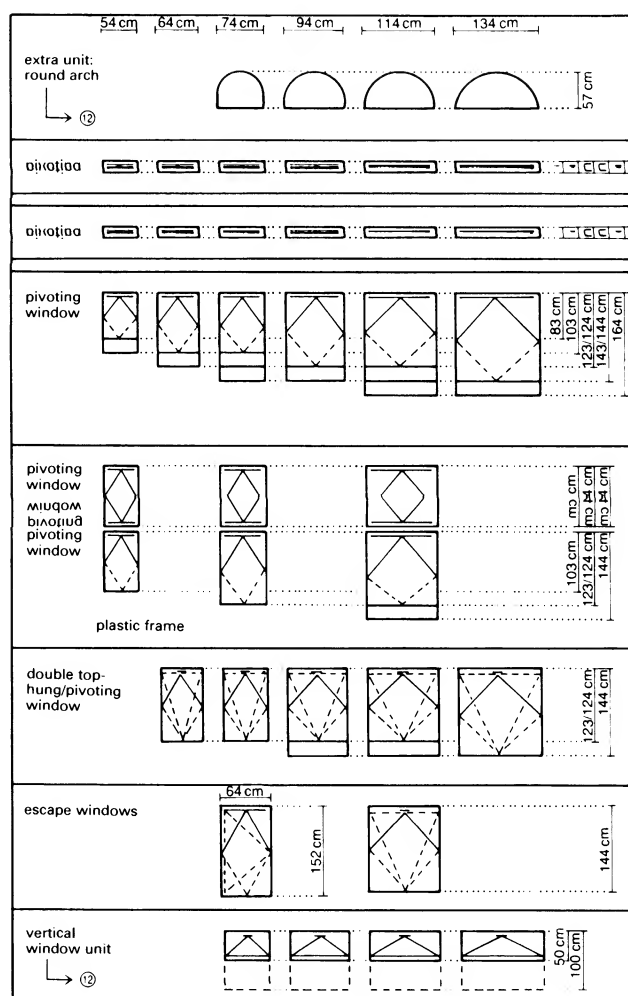 54 cm 64 cm 74 cm 94 cm 114 cm 134 cm
extra unit:
round arch
→ ⑫
57 cm
pivoting
window
83 cm
103 cm
123/124 cm
143/144 cm
164 cm
pivoting
window
window
pivoting
pivoting
window
103 cm
123/124 cm
144 cm
plastic frame
double top-
hung/pivoting
window
123/124 cm
144 cm
escape windows
64 cm
152 cm
144 cm
vertical
window unit
→ ⑫
50 cm
100 cm